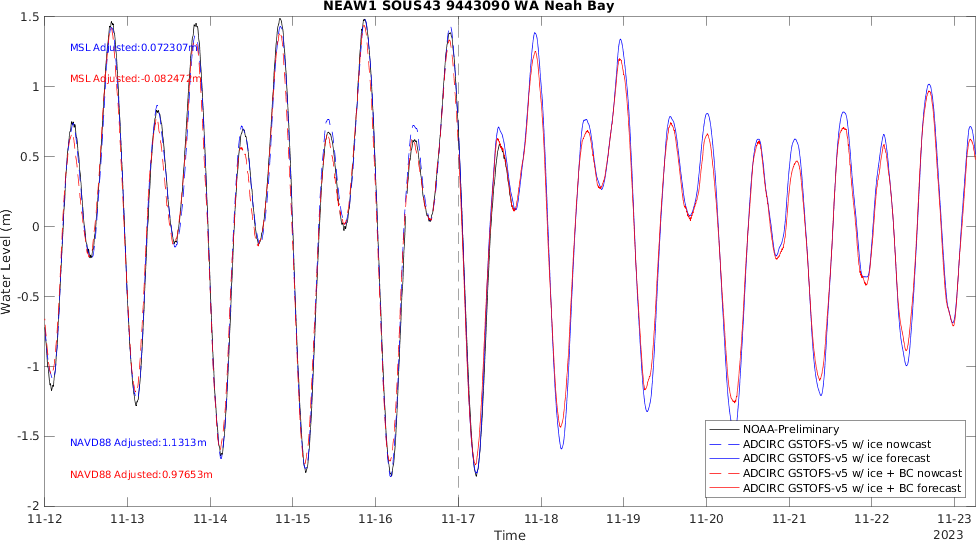 NEAW1 SOUS43 9443090 WA Neah Bay
1.5
1
0.5
0
-0.5
-1
-1.5
-2
Water Level (m)
MSL Adjusted:0.072307m
MSL Adjusted:-0.082472m
NAVD88 Adjusted:1.1313m
NAVD88 Adjusted:0.97653m
NOAA-Preliminary
ADCIRC GSTOFS-v5 w/ ice nowcast
ADCIRC GSTOFS-v5 w/ ice forecast
ADCIRC GSTOFS-v5 w/ ice + BC nowcast
ADCIRC GSTOFS-v5 w/ ice + BC forecast
11-12 11-13 11-14 11-15 11-16 11-17 11-18 11-19 11-20 11-21 11-22 11-23
Time
2023